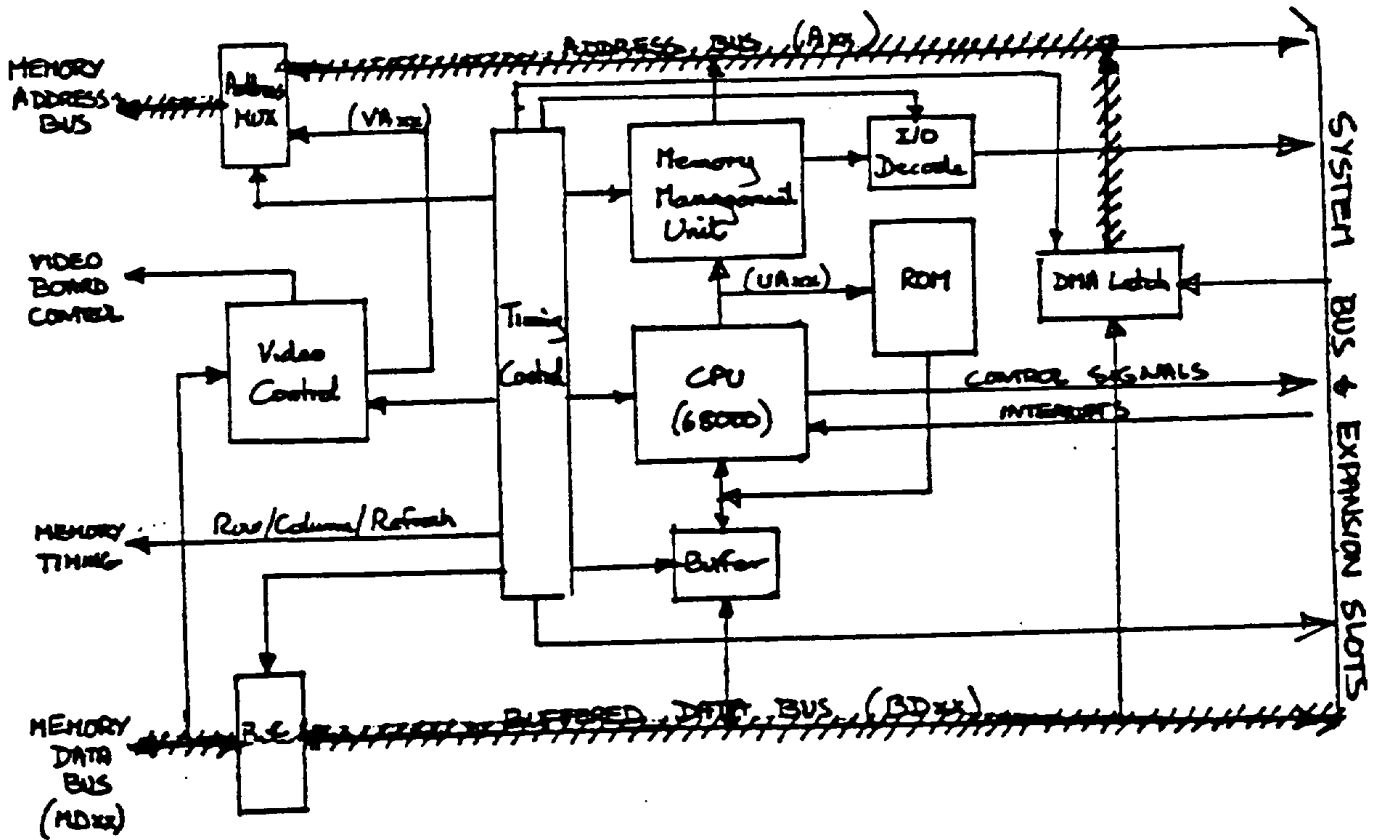 ADDRESS BUS (Axx)
MEMORY
ADDRESS
BUS
Address
MUX
(VAxx)
I/O
Decode
Memory
Management
Unit
VIDEO
BOARD
CONTROL
(UAxx)
ROM
DMA Latch
Timing
Control
Video
Control
CPU
(68000)
CONTROL SIGNALS
INTERRUPTS
SYSTEM BUS & EXPANSION SLOTS
Row/Column/Refresh
MEMORY
TIMING
Buffer
BUFFERED DATA BUS (BDxx)
MEMORY
DATA
BUS
(MDxx)